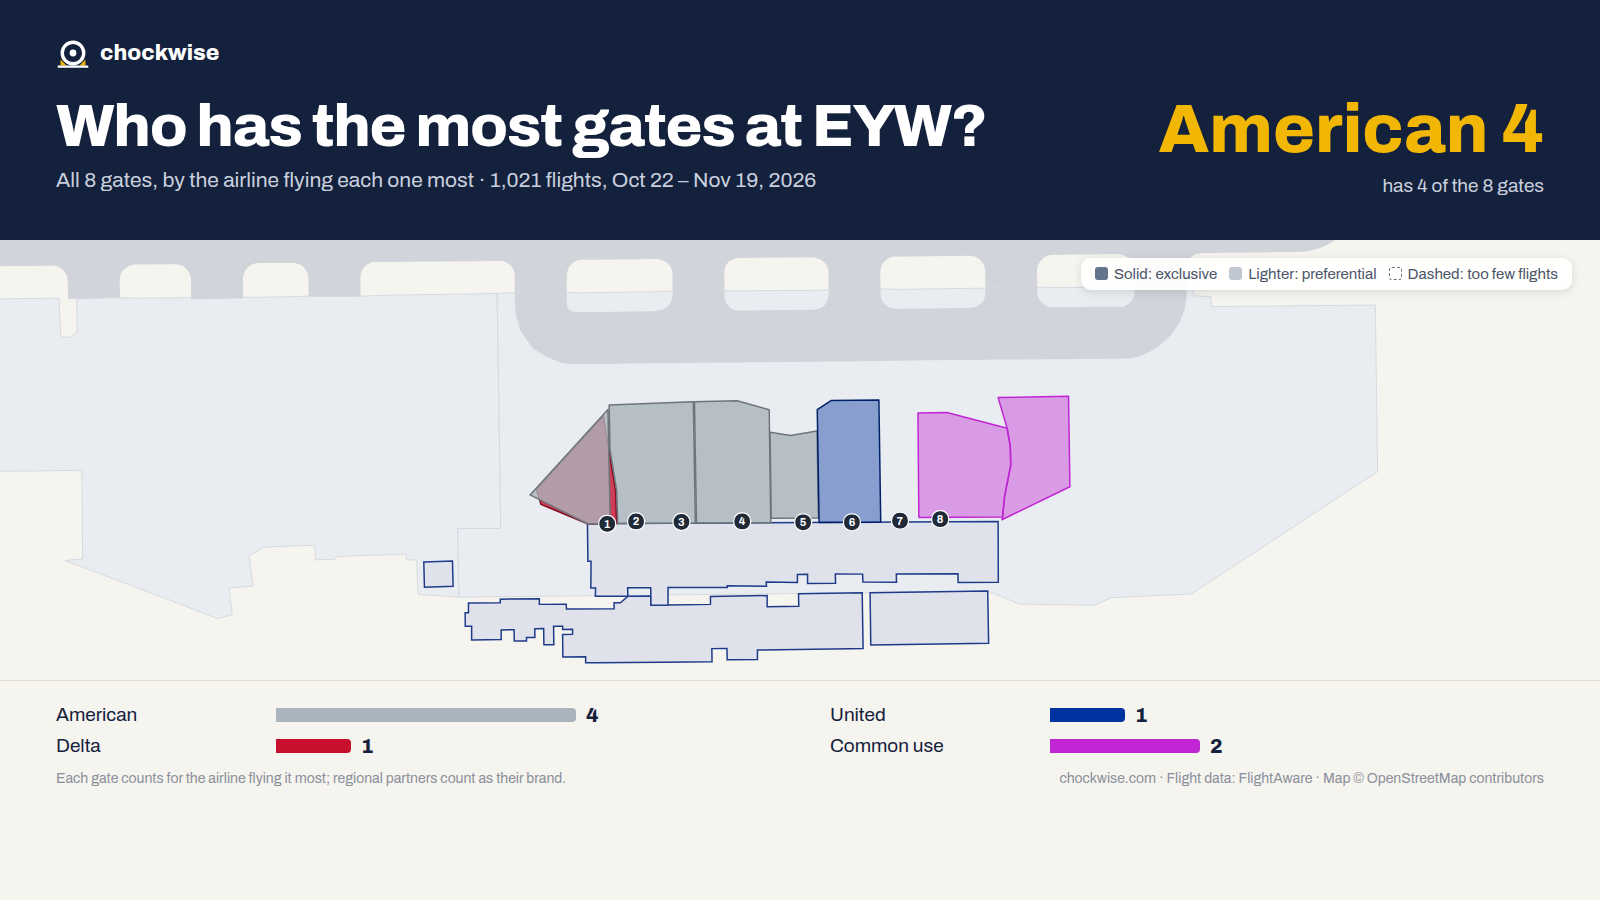 chockwise
Who has the most gates at EYW?
All 8 gates, by the airline flying each one most · 1,021 flights, Oct 22 – Nov 19, 2026
American 4
has 4 of the 8 gates
Solid: exclusive Lighter: preferential Dashed: too few flights
1 2 3 4 5 6 7 8
American 4
Delta 1
United 1
Common use 2
Each gate counts for the airline flying it most; regional partners count as their brand.
chockwise.com · Flight data: FlightAware · Map © OpenStreetMap contributors